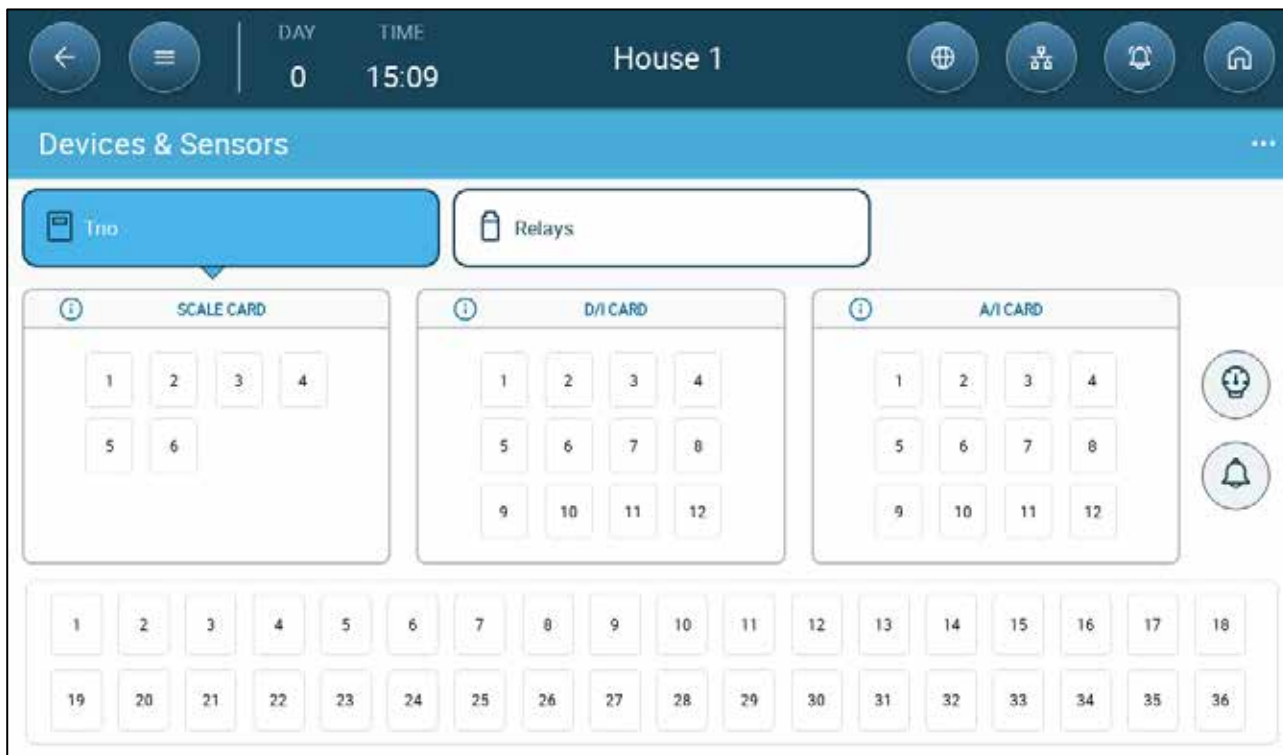 DAY TIME
0 15:09 House 1
Devices & Sensors
Trio Relays
SCALE CARD D/I CARD A/I CARD
1 2 3 4 1 2 3 4 1 2 3 4
5 6 5 6 7 8 5 6 7 8
9 10 11 12 9 10 11 12
1 2 3 4 5 6 7 8 9 10 11 12 13 14 15 16 17 18
19 20 21 22 23 24 25 26 27 28 29 30 31 32 33 34 35 36